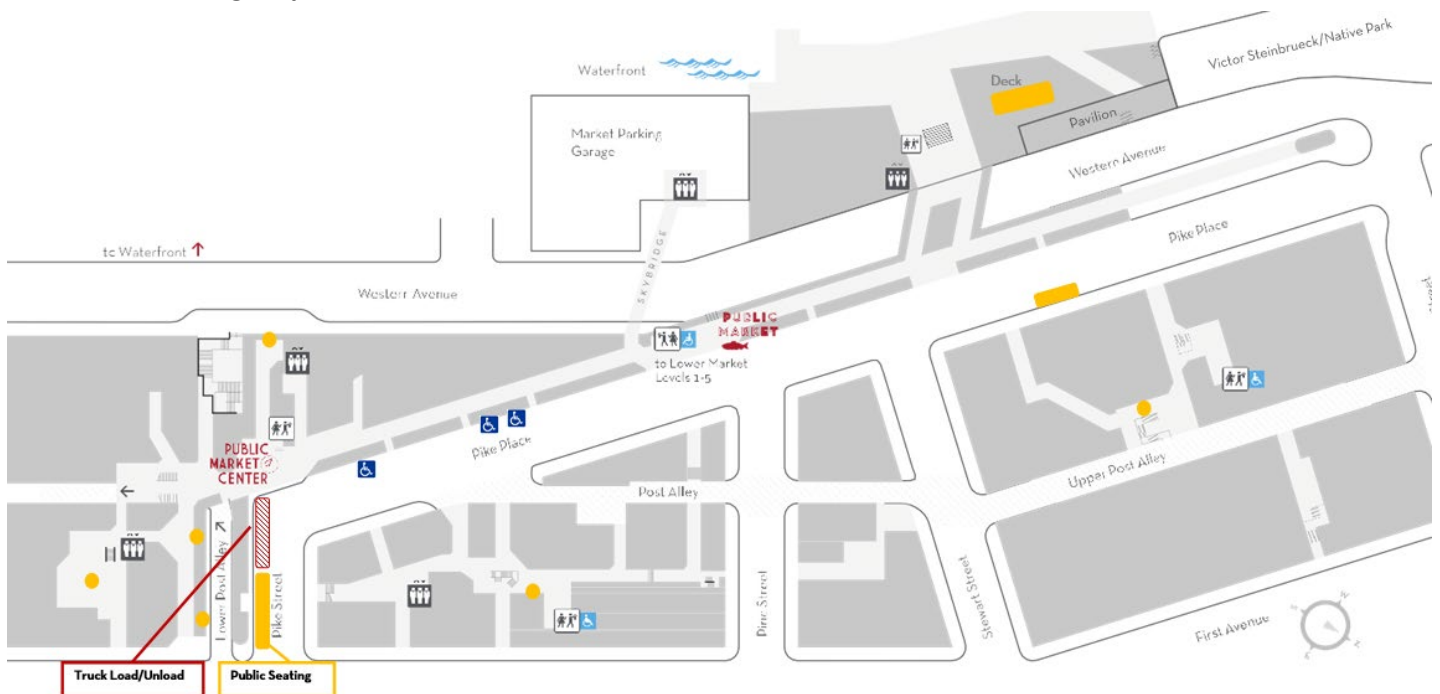 Waterfront
Deck
Victor Steinbrueck/Native Park
Market Parking
Garage
Pavilion
Western Avenue
to Waterfront
SKYBRIDGE
Pike Place
Western Avenue
PUBLIC
MARKET
to Lower Market
Levels 1-5
PUBLIC
MARKET
CENTER
Pike Place
Post Alley
Upper Post Alley
Lower Post Alley
Pike Street
Pine Street
Stewart Street
First Avenue
Truck Load/Unload
Public Seating